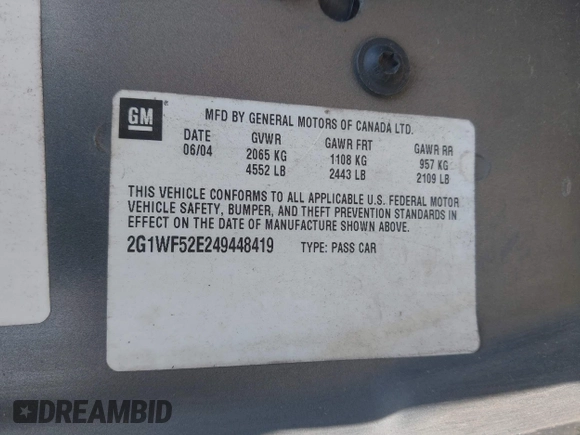 GM
MFD BY GENERAL MOTORS OF CANADA LTD.
DATE GVWR GAWR FRT GAWR RR
06/04 2065 KG 1108 KG 957 KG
4552 LB 2443 LB 2109 LB
THIS VEHICLE CONFORMS TO ALL APPLICABLE U.S. FEDERAL MOTOR
VEHICLE SAFETY, BUMPER, AND THEFT PREVENTION STANDARDS IN
EFFECT ON THE DATE OF MANUFACTURE SHOWN ABOVE.
2G1WF52E249448419 TYPE: PASS CAR
DREAMBID